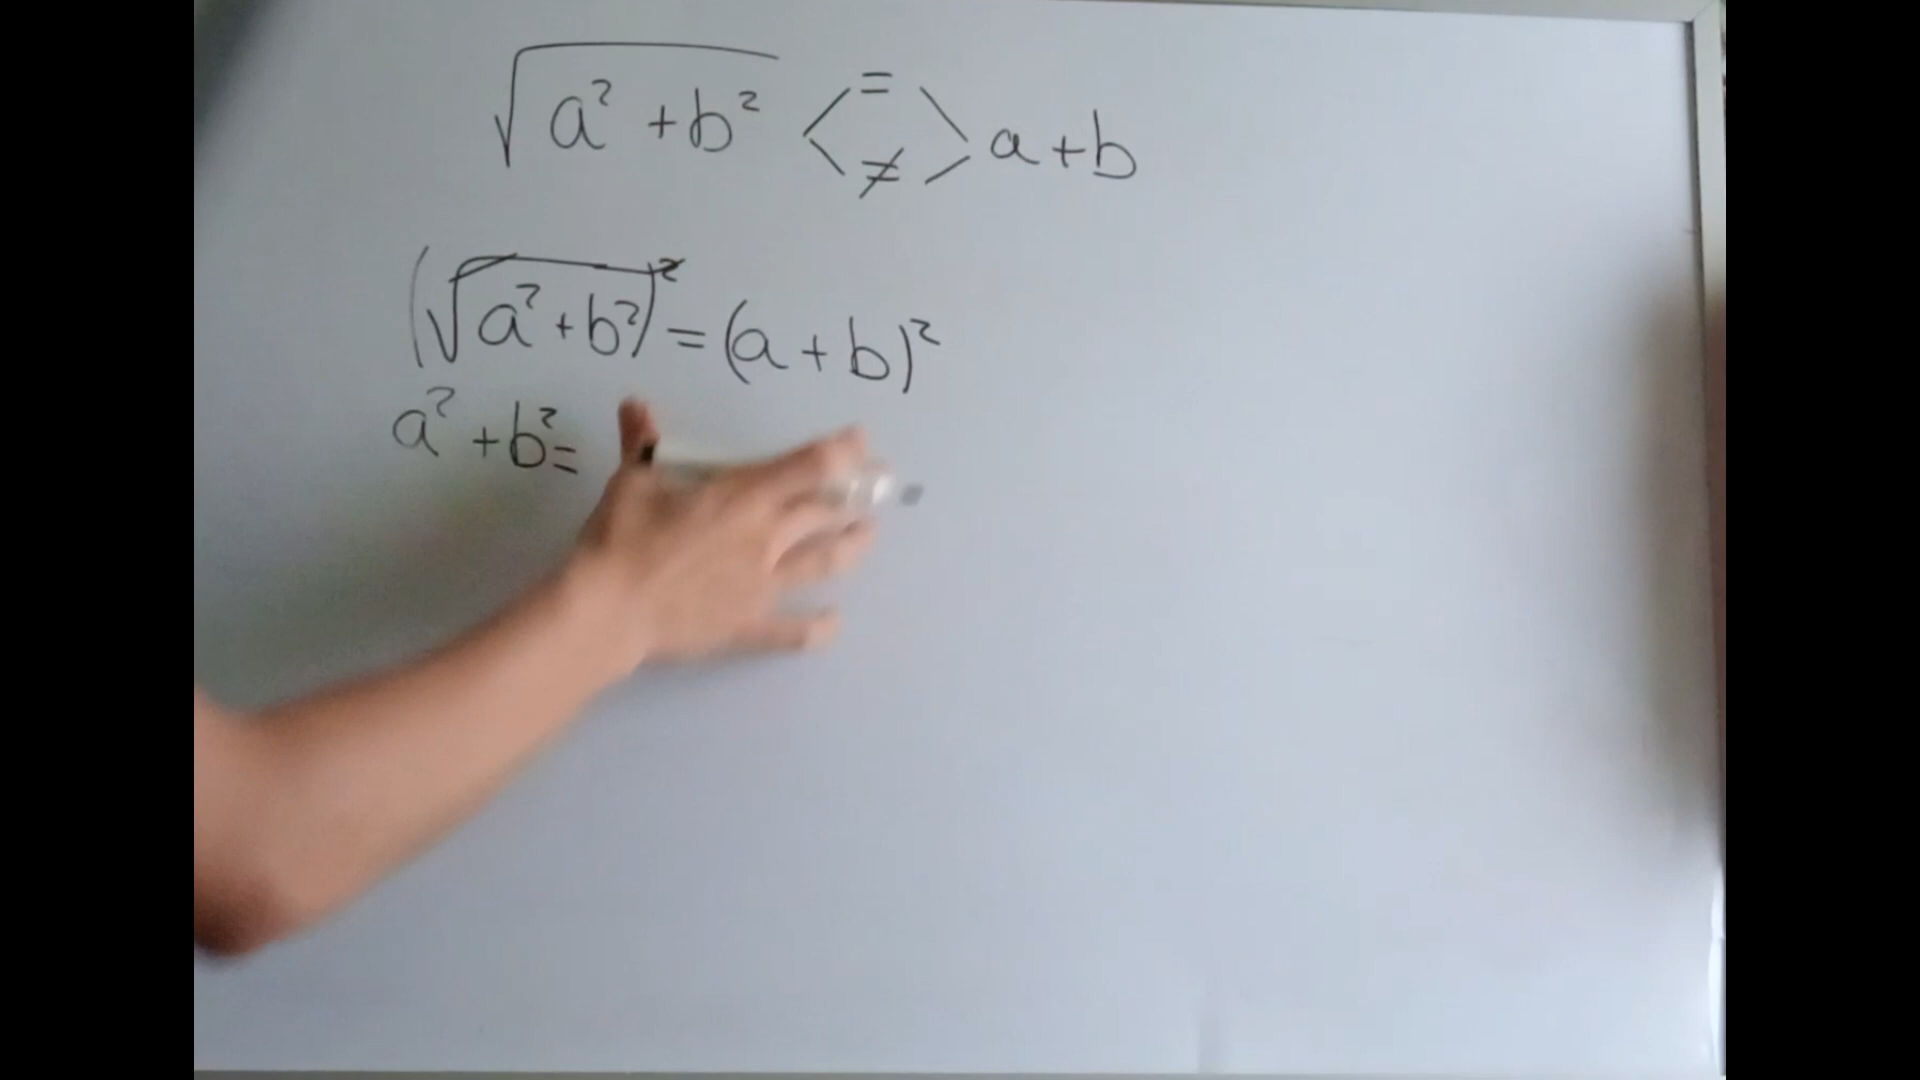 √(a² + b²) < = ≠ > a + b
(√(a² + b²))² = (a + b)²
a² + b² =